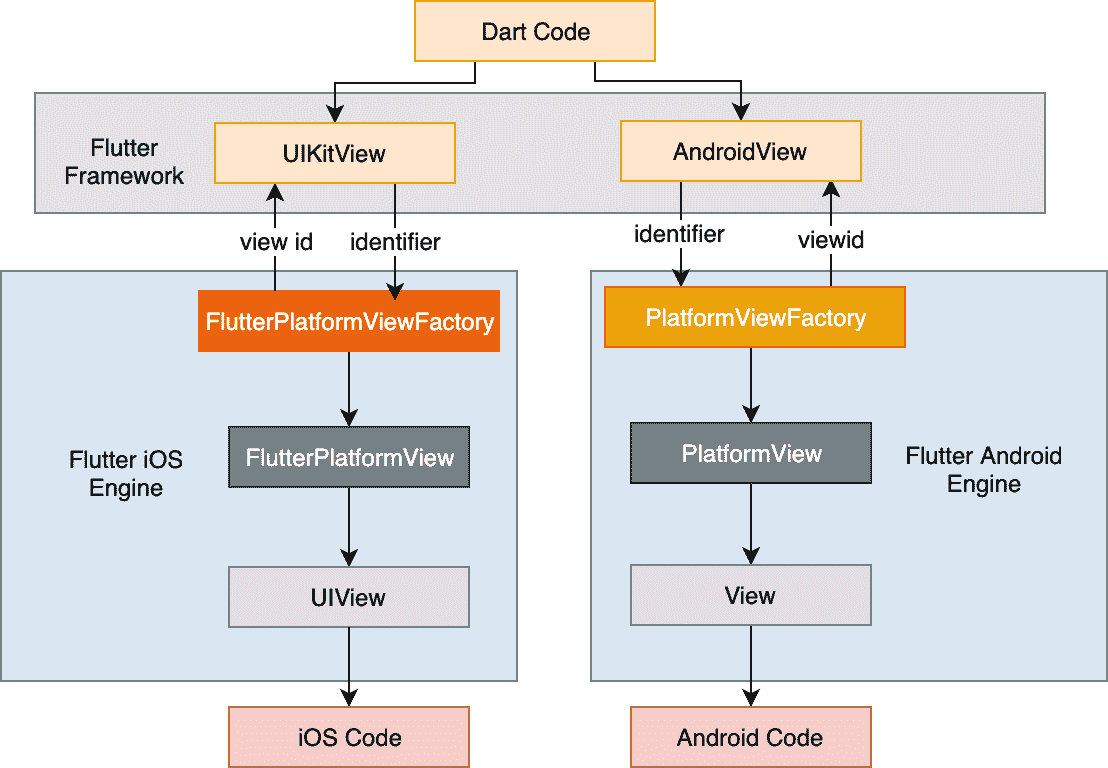 Dart Code
Flutter
Framework
UIKitView
AndroidView
view id
identifier
identifier
viewid
FlutterPlatformViewFactory
PlatformViewFactory
Flutter iOS
Engine
FlutterPlatformView
PlatformView
Flutter Android
Engine
UIView
View
iOS Code
Android Code